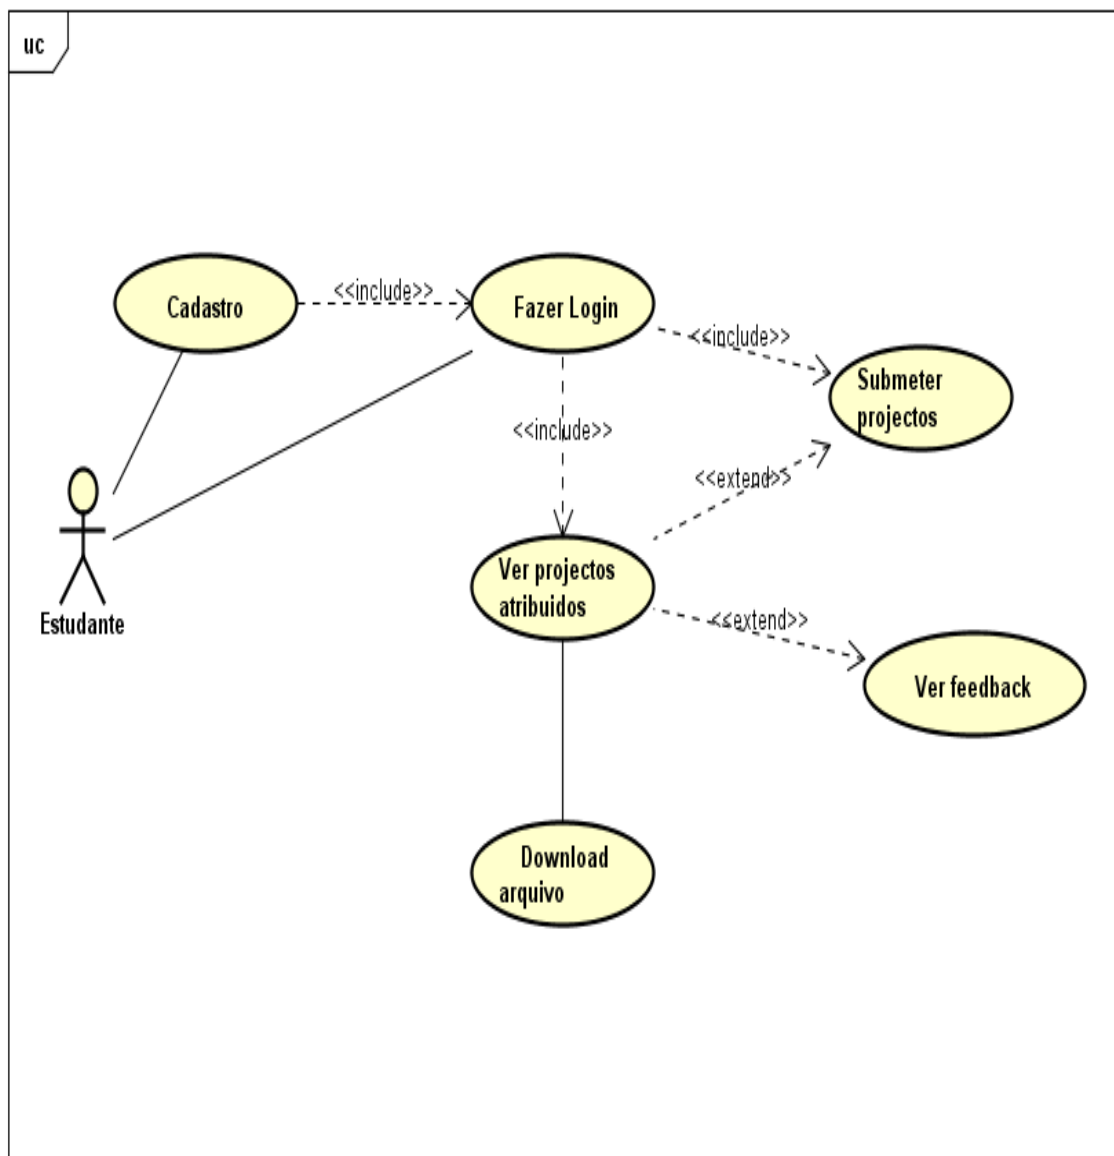 uc
<<include>>
Cadastro
Fazer Login
<<include>>
Submeter
projectos
<<include>>
<<extend>>
Ver projectos
atribuidos
Estudante
<<extend>>
Ver feedback
Download
arquivo